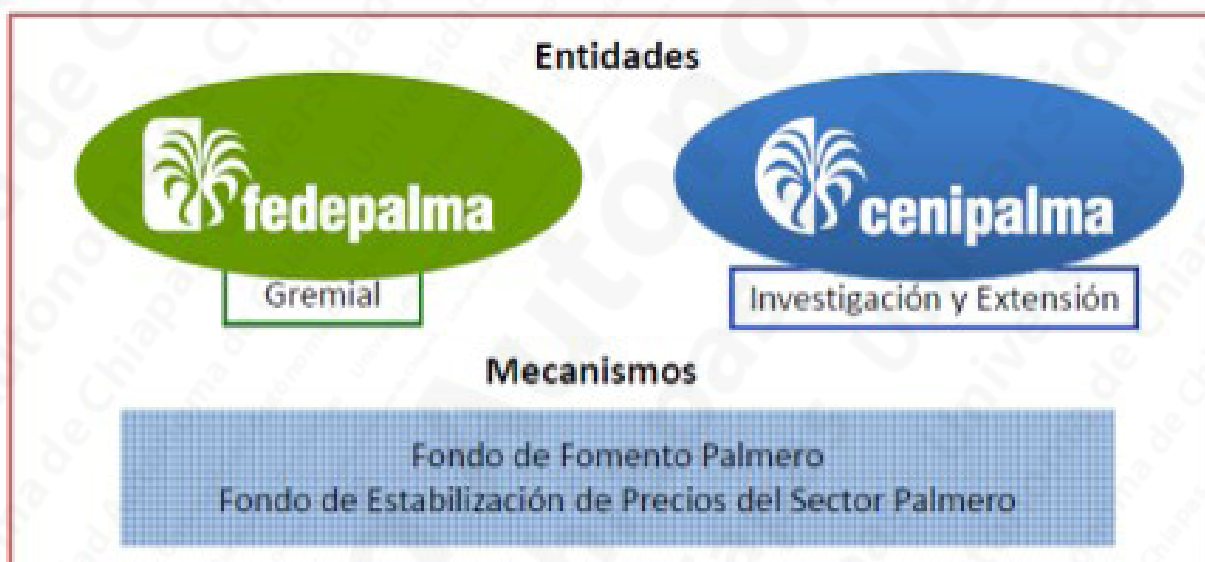 Entidades
fedepalma
cenipalma
Gremial
Investigación y Extensión
Mecanismos
Fondo de Fomento Palmero
Fondo de Estabilización de Precios del Sector Palmero